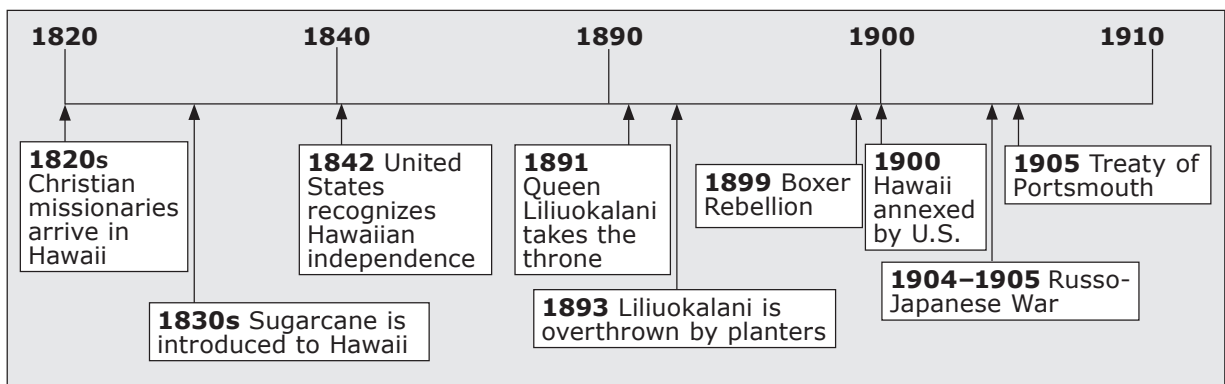 1820 1840 1890 1900 1910
1820s
Christian
missionaries
arrive in
Hawaii
1830s Sugarcane is
introduced to Hawaii
1842 United
States
recognizes
Hawaiian
independence
1891
Queen
Liliuokalani
takes the
throne
1893 Liliuokalani is
overthrown by planters
1899 Boxer
Rebellion
1900
Hawaii
annexed
by U.S.
1904–1905 Russo-
Japanese War
1905 Treaty of
Portsmouth